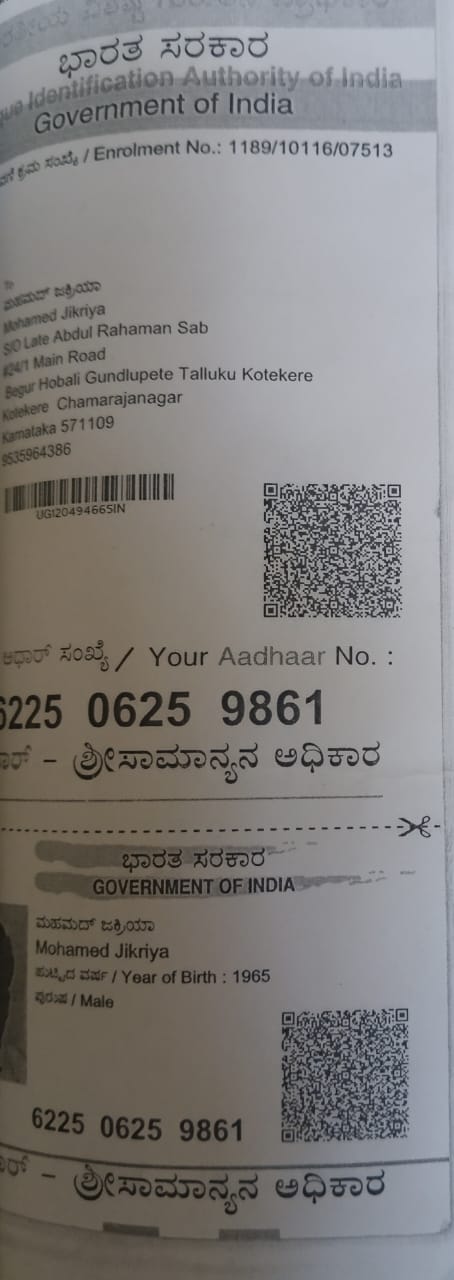 ಭಾರತ ಸರಕಾರ
Identification Authority of India
Government of India
ಕ್ರಮ ಸಂಖ್ಯೆ / Enrolment No.: 1189/10116/07513
To
ಮಹಮದ್ ಜಕ್ರಿಯಾ
Mohamed Jikriya
S/O Late Abdul Rahaman Sab
#24/1 Main Road
Begur Hobali Gundlupete Talluku Kotekere
Kotekere Chamarajanagar
Karnataka 571109
9535964386
UG120494665IN
ಆಧಾರ್ ಸಂಖ್ಯೆ / Your Aadhaar No. :
6225 0625 9861
– ಶ್ರೀಸಾಮಾನ್ಯನ ಅಧಿಕಾರ
ಭಾರತ ಸರಕಾರ
GOVERNMENT OF INDIA
ಮಹಮದ್ ಜಕ್ರಿಯಾ
Mohamed Jikriya
ಹುಟ್ಟಿದ ವರ್ಷ / Year of Birth : 1965
ಪುರುಷ / Male
6225 0625 9861
– ಶ್ರೀಸಾಮಾನ್ಯನ ಅಧಿಕಾರ